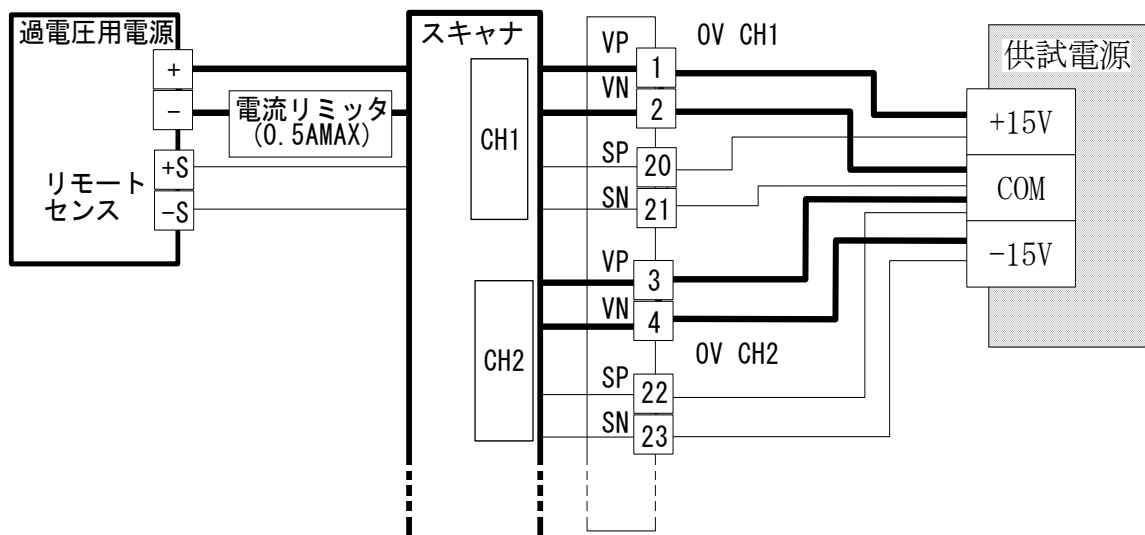 過電圧用電源
+
-
+S
-S
リモート
センス
電流リミッタ
(0.5AMAX)
スキャナ
CH1
CH2
VP
1
VN
2
SP
20
SN
21
VP
3
VN
4
SP
22
SN
23
OV CH1
OV CH2
供試電源
+15V
COM
-15V